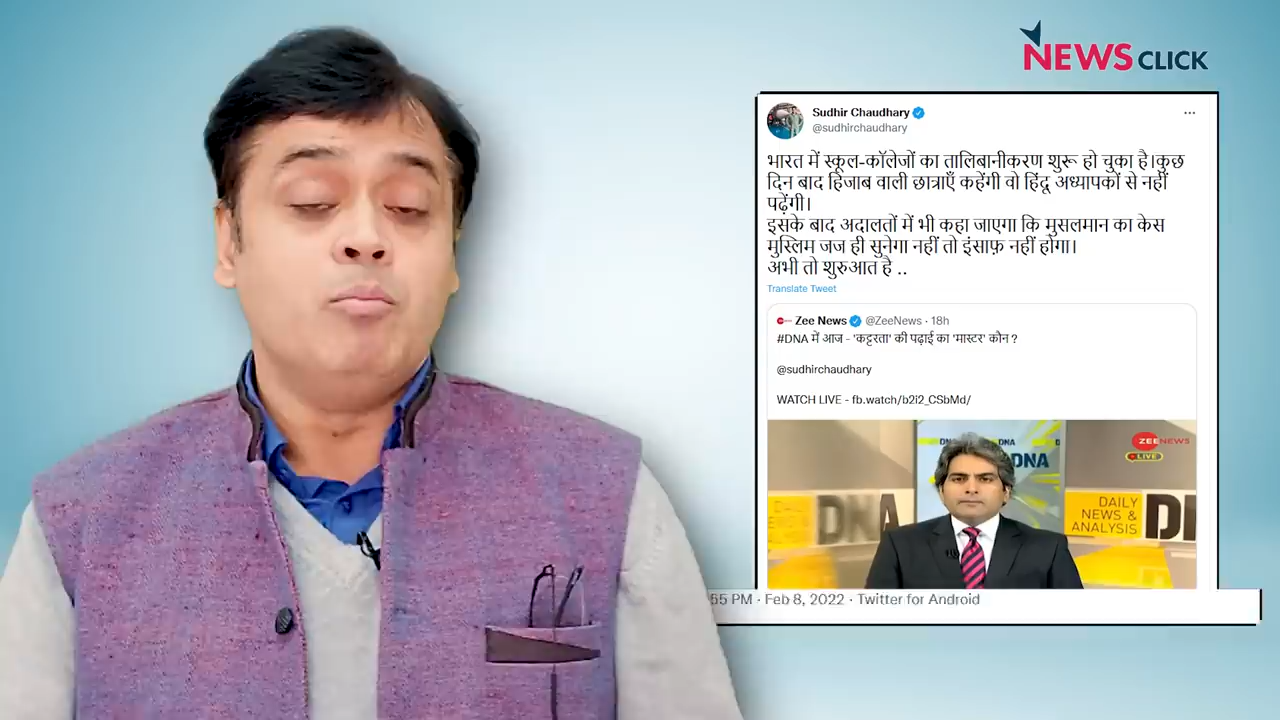 NEWS CLICK
Sudhir Chaudhary
@sudhirchaudhary
भारत में स्कूल-कॉलेजों का तालिबानीकरण शुरू हो चुका है।कुछ
दिन बाद हिजाब वाली छात्राएँ कहेंगी वो हिंदू अध्यापकों से नहीं
पढ़ेंगी।
इसके बाद अदालतों में भी कहा जाएगा कि मुसलमान का केस
मुस्लिम जज ही सुनेगा नहीं तो इंसाफ़ नहीं होगा।
अभी तो शुरुआत है ..
Translate Tweet
Zee News @ZeeNews · 18h
#DNA में आज - 'कट्टरता' की पढ़ाई का 'मास्टर' कौन ?
@sudhirchaudhary
WATCH LIVE - fb.watch/b2i2_CSbMd/
DNA
ZEE NEWS
LIVE
DNA
DNA
DAILY
NEWS &
ANALYSIS
55 PM · Feb 8, 2022 · Twitter for Android